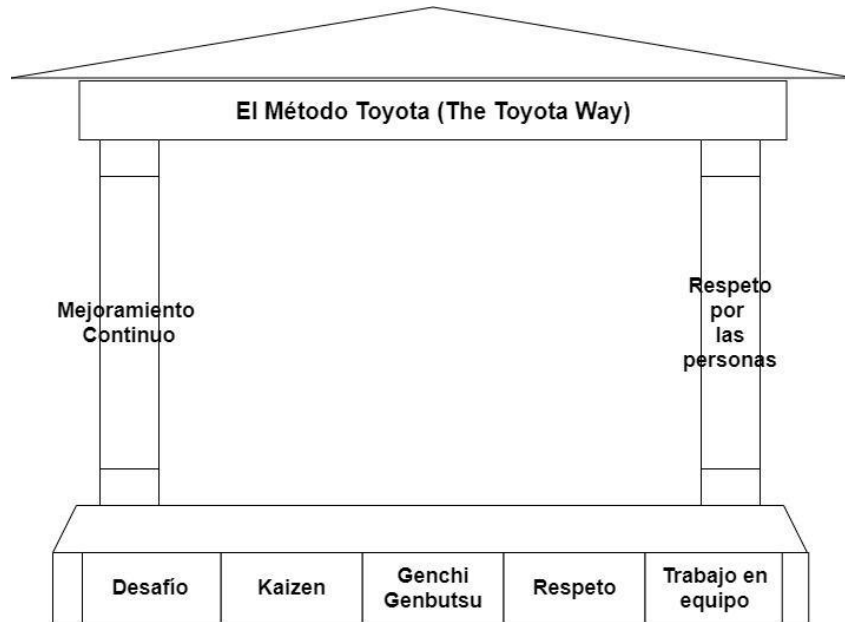 El Método Toyota (The Toyota Way)
Mejoramiento
Continuo
Respeto
por
las
personas
Desafío
Kaizen
Genchi
Genbutsu
Respeto
Trabajo en
equipo